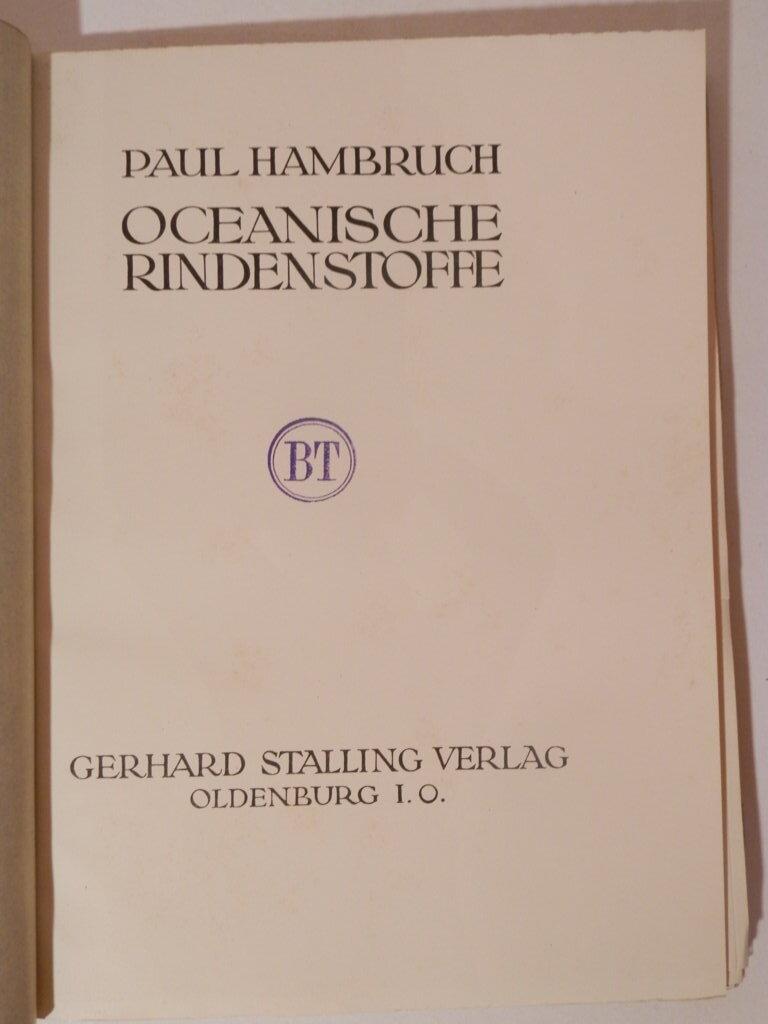 PAUL HAMBRUCH
OCEANISCHE
RINDENSTOFFE
BT
GERHARD STALLING VERLAG
OLDENBURG I. O.